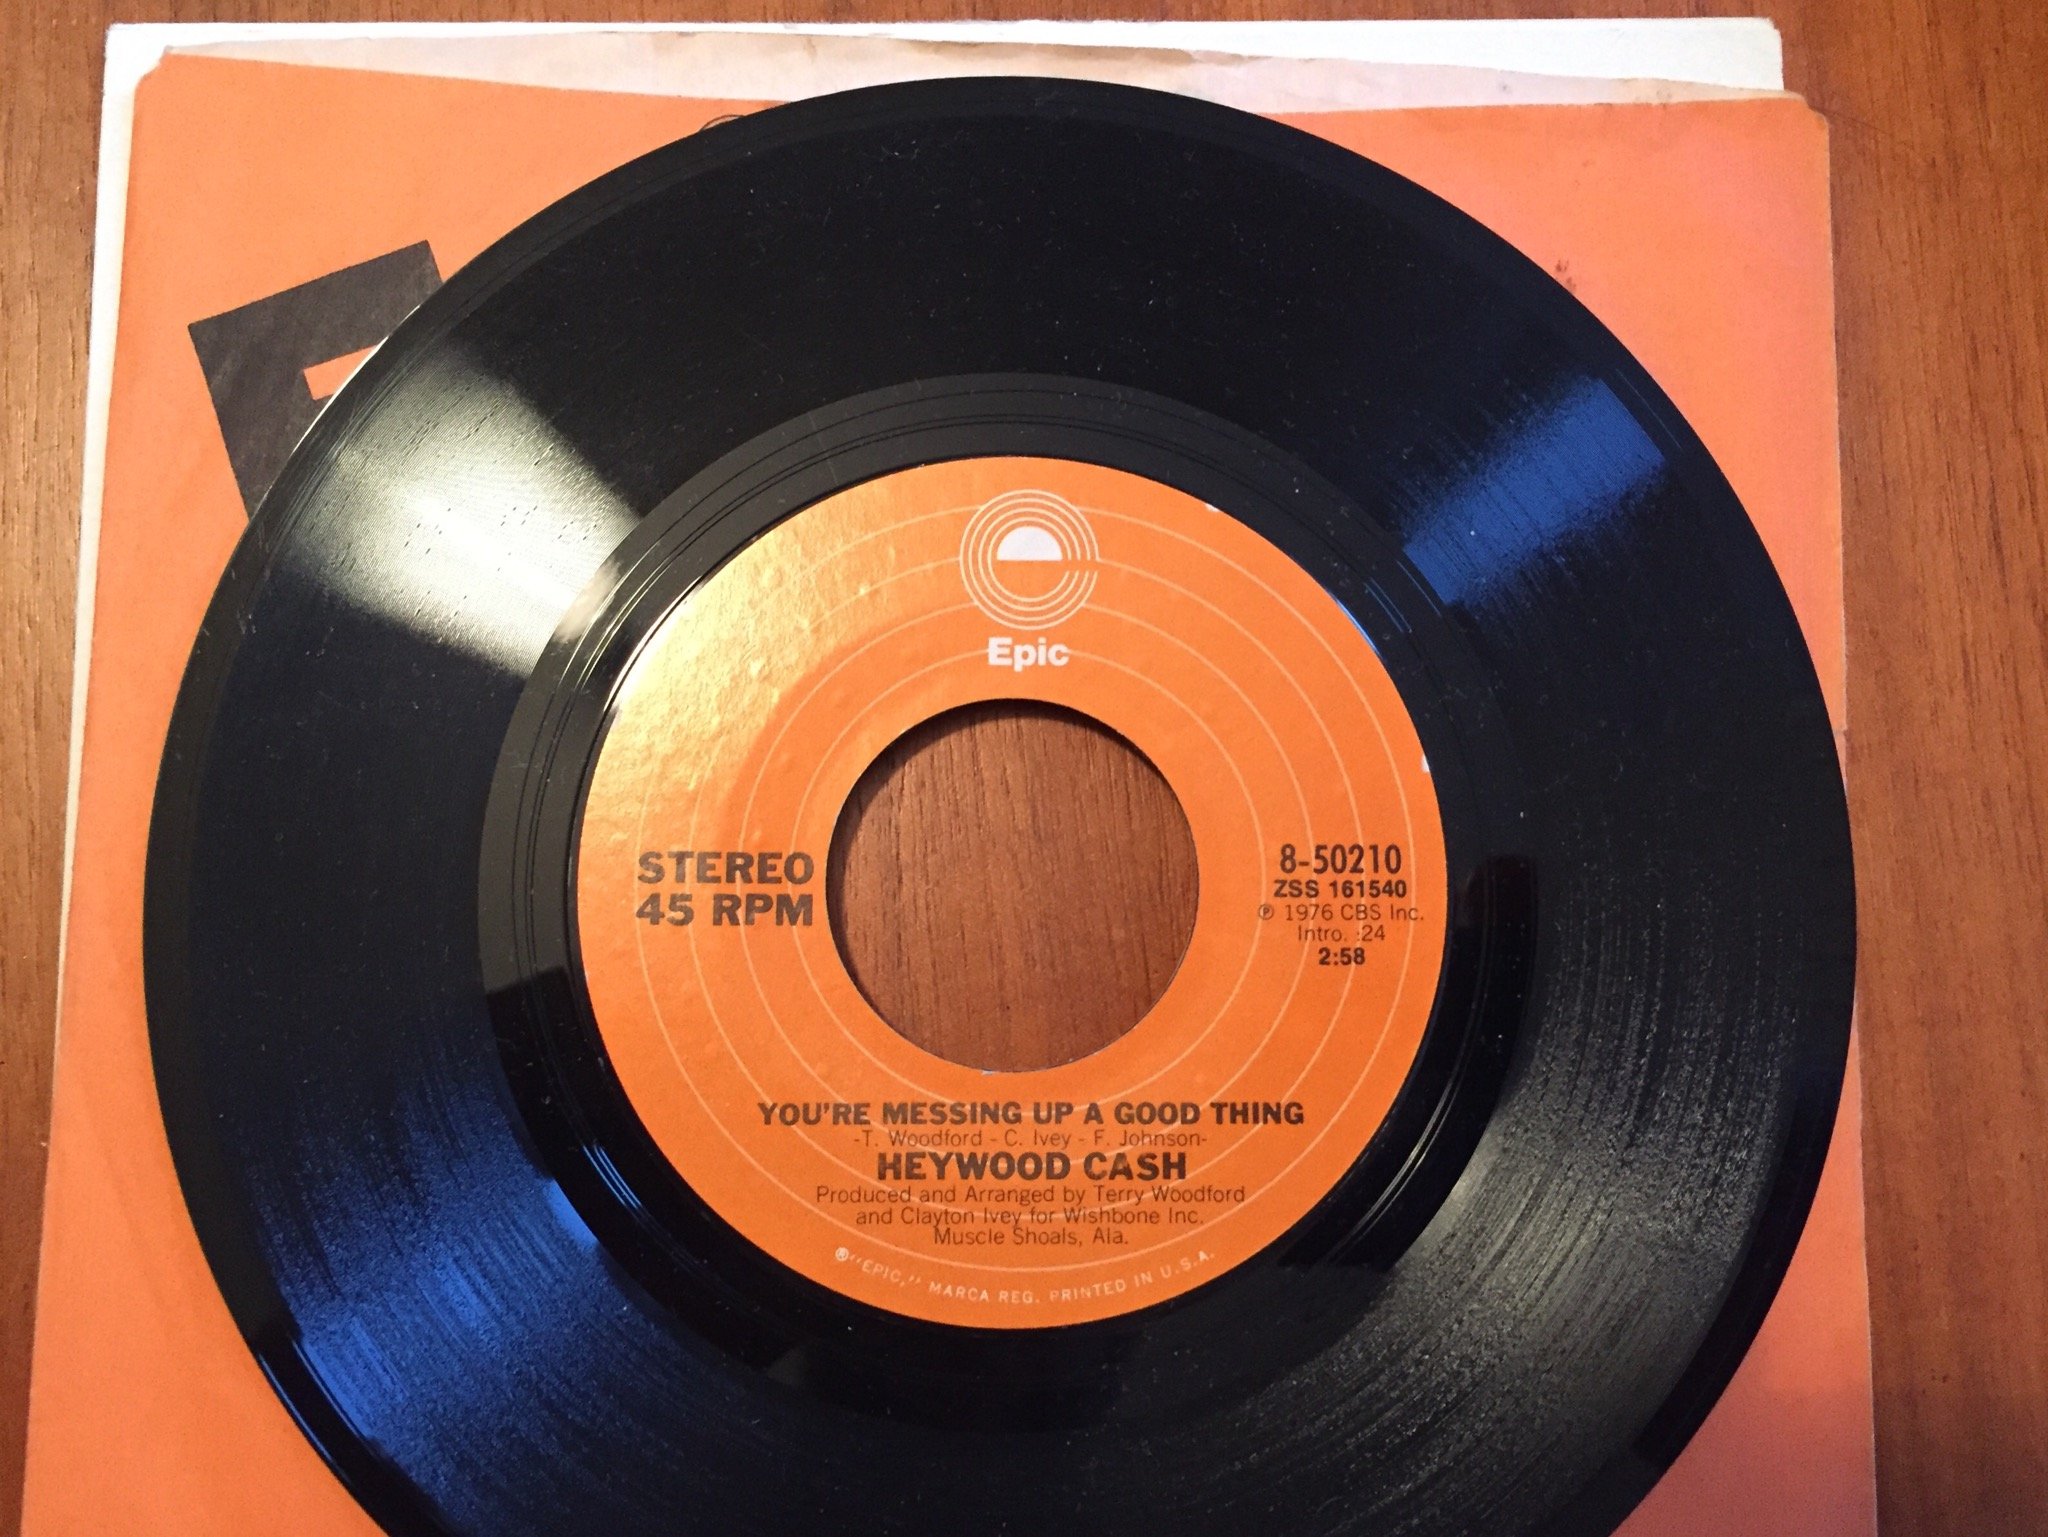 Epic
STEREO
45 RPM
8-50210
ZSS 161540
℗ 1976 CBS Inc.
Intro. :24
2:58
YOU'RE MESSING UP A GOOD THING
-T. Woodford - C. Ivey - F. Johnson-
HEYWOOD CASH
Produced and Arranged by Terry Woodford
and Clayton Ivey for Wishbone Inc.
Muscle Shoals, Ala.
®"EPIC," MARCA REG. PRINTED IN U.S.A.